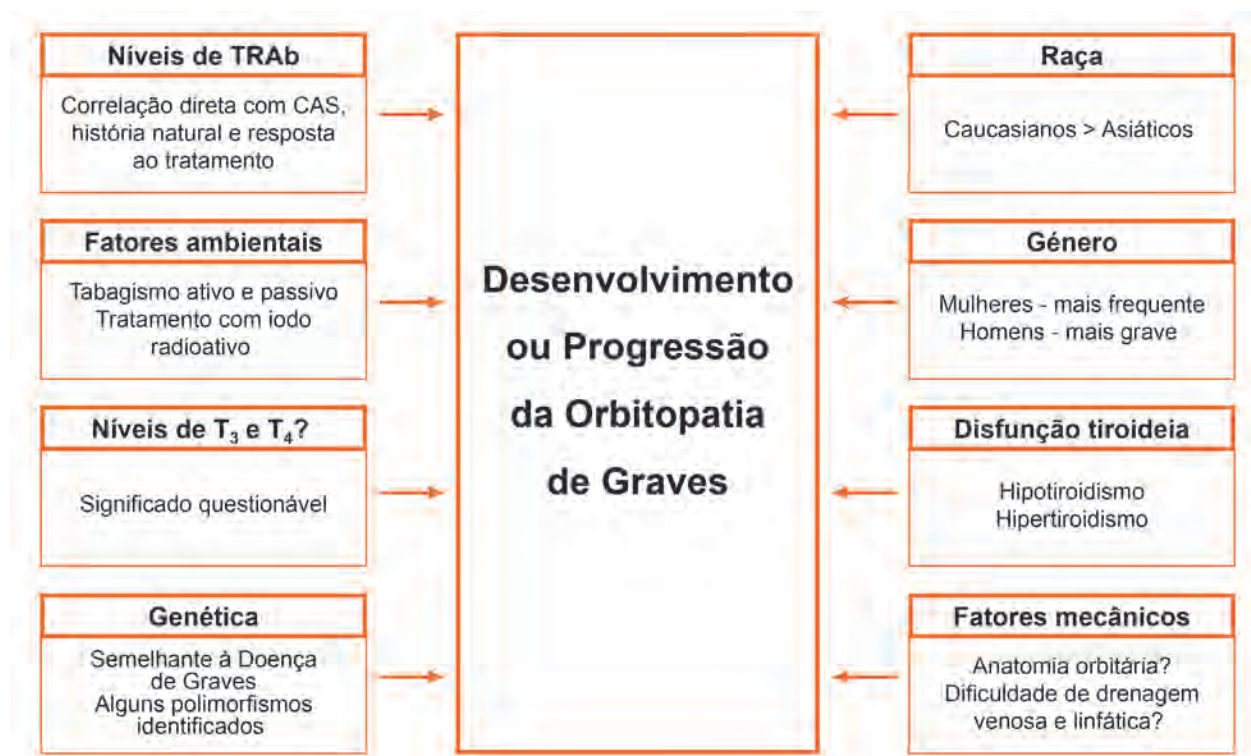 Níveis de TRAb
Correlação direta com CAS,
história natural e resposta
ao tratamento
Fatores ambientais
Tabagismo ativo e passivo
Tratamento com iodo
radioativo
Níveis de T₃ e T₄?
Significado questionável
Genética
Semelhante à Doença
de Graves
Alguns polimorfismos
identificados
Desenvolvimento
ou Progressão
da Orbitopatia
de Graves
Raça
Caucasianos > Asiáticos
Género
Mulheres - mais frequente
Homens - mais grave
Disfunção tiroideia
Hipotiroidismo
Hipertiroidismo
Fatores mecânicos
Anatomia orbitária?
Dificuldade de drenagem
venosa e linfática?